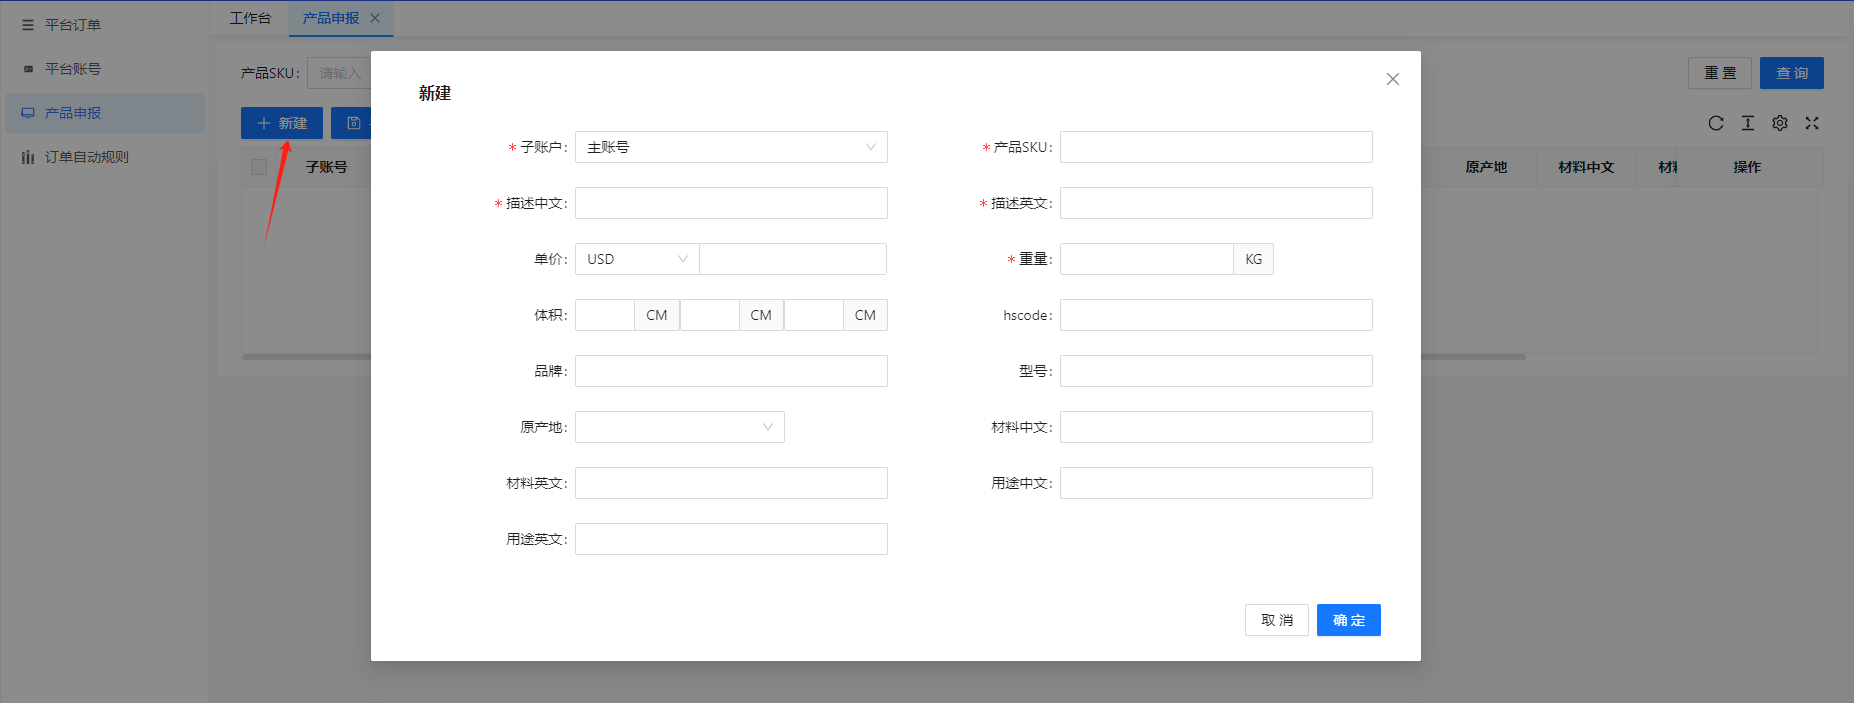 平台订单
平台账号
产品申报
订单自动规则
工作台
产品申报
产品SKU:
请输入
重 置
查 询
新建
子账号
原产地
材料中文
操作
新建
* 子账户:
主账号
* 产品SKU:
* 描述中文:
* 描述英文:
单价:
USD
* 重量:
KG
体积:
CM
CM
CM
hscode:
品牌:
型号:
原产地:
材料中文:
材料英文:
用途中文:
用途英文:
取 消
确 定